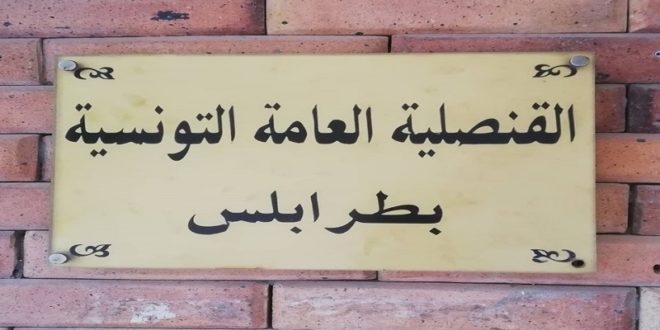 القنصلية العامة التونسية
بطرابلس